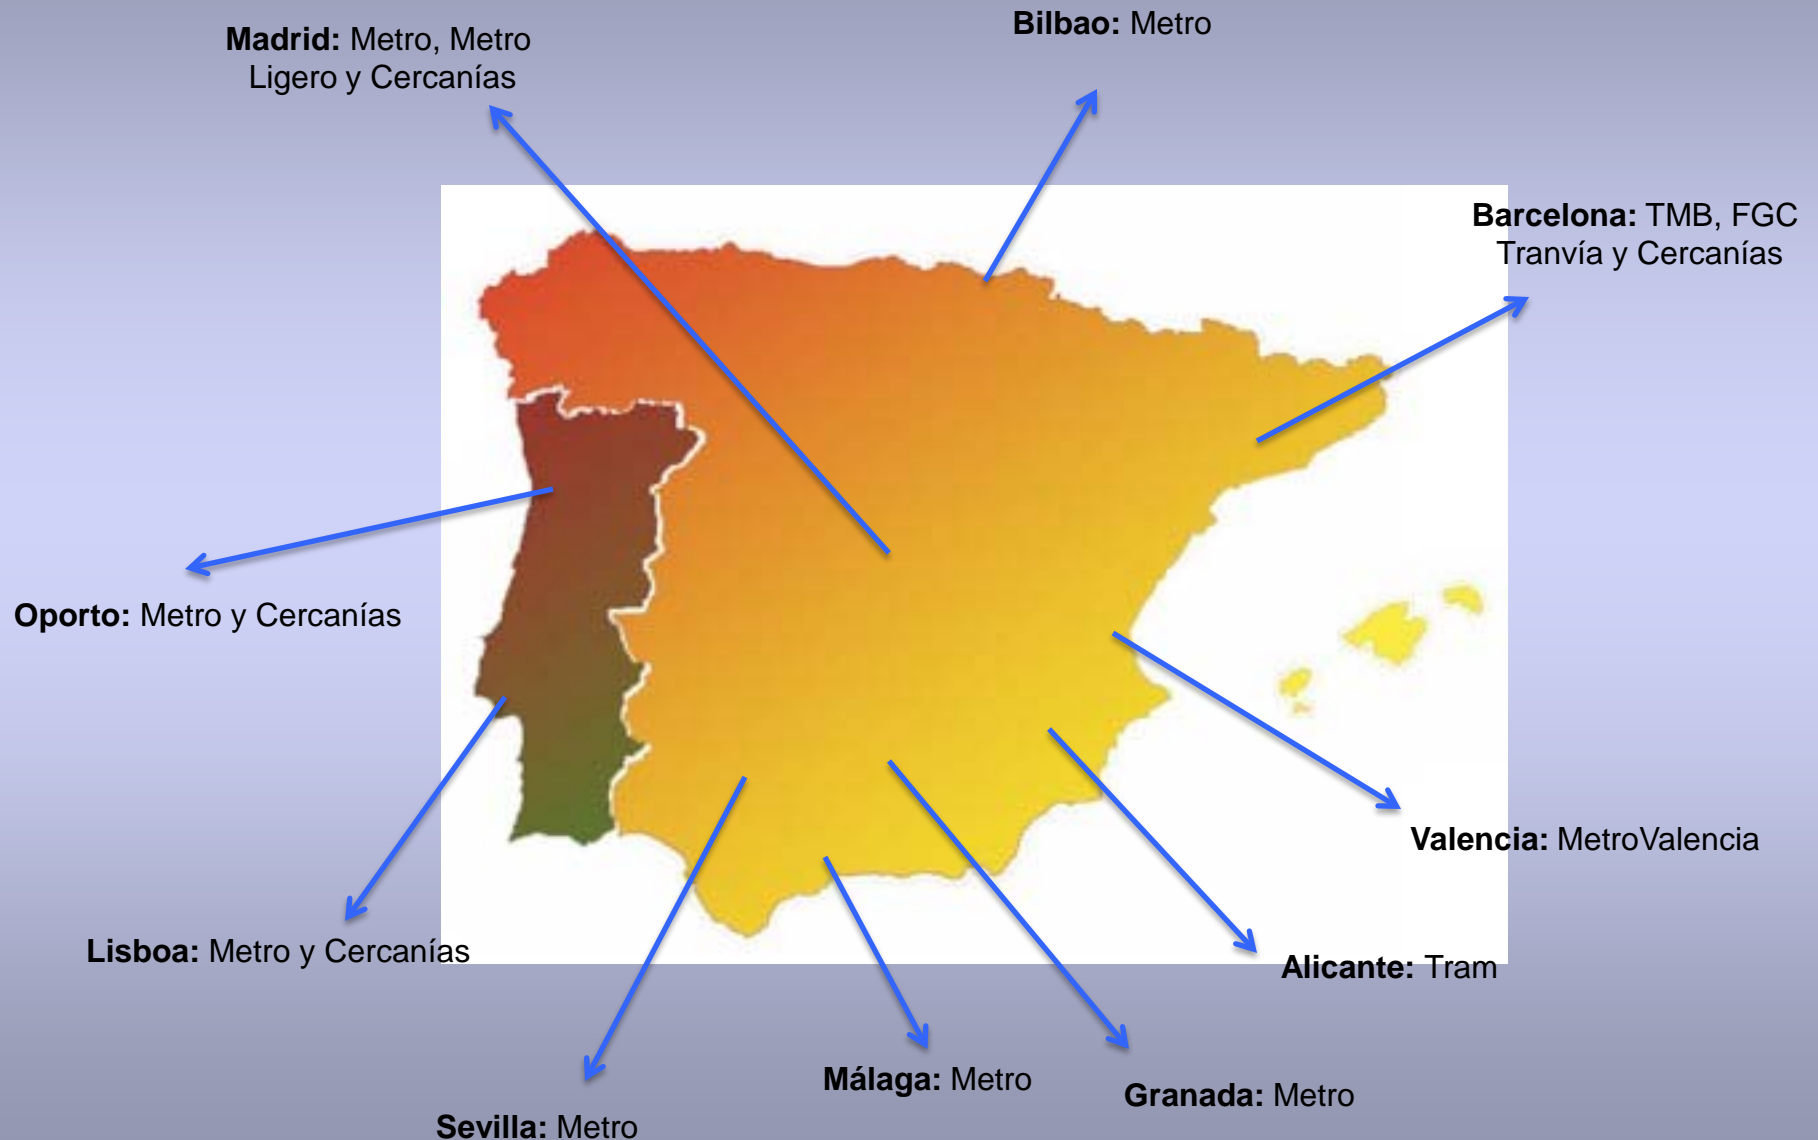 Bilbao: Metro
Madrid: Metro, Metro
Ligero y Cercanías
Barcelona: TMB, FGC
Tranvía y Cercanías
Oporto: Metro y Cercanías
Valencia: MetroValencia
Lisboa: Metro y Cercanías
Alicante: Tram
Málaga: Metro
Granada: Metro
Sevilla: Metro